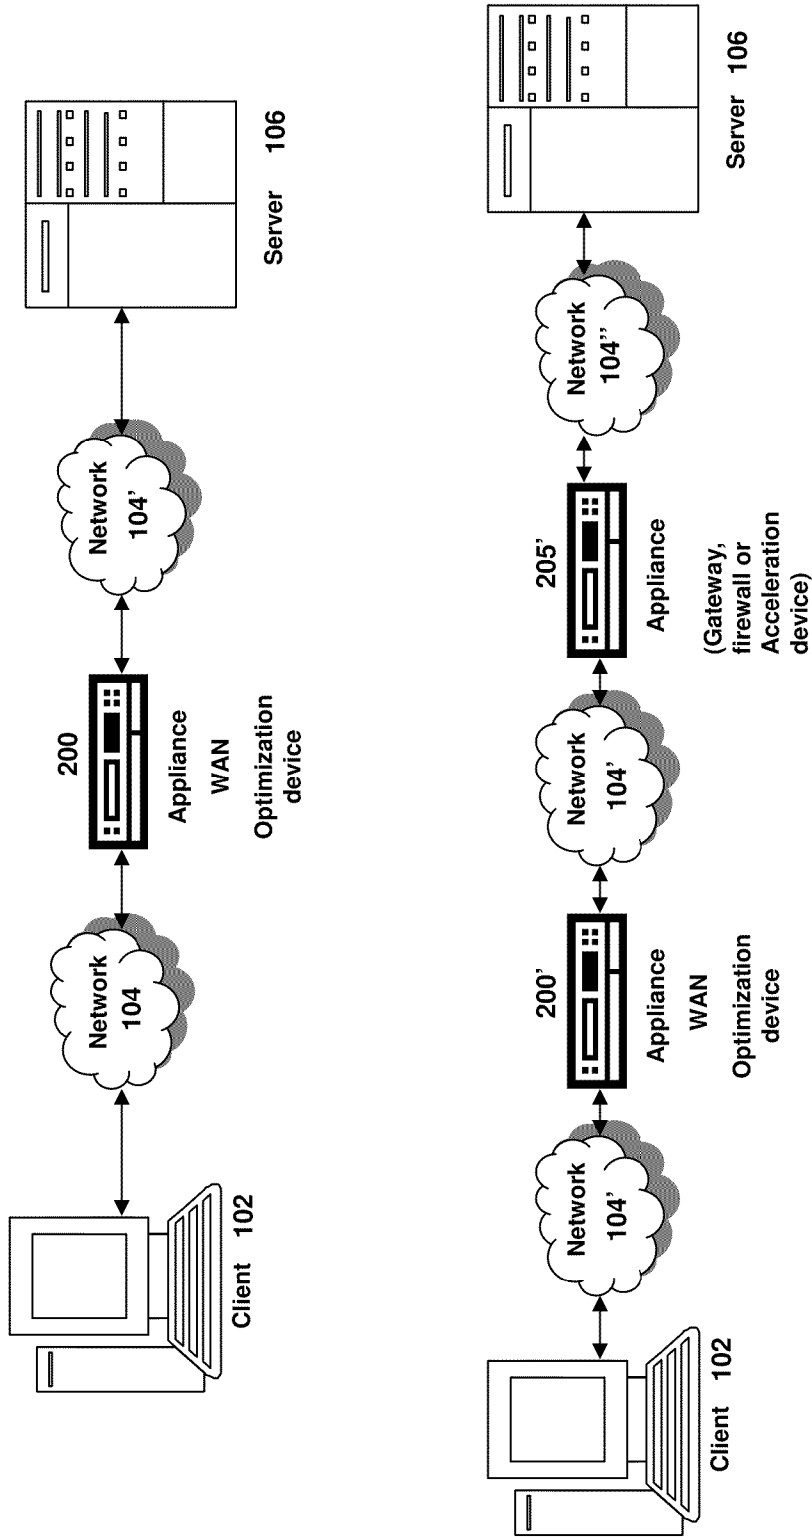 Client 102
Network
104
200
Appliance
WAN
Optimization
device
Network
104'
Server 106
Client 102
Network
104'
200'
Appliance
WAN
Optimization
device
Network
104'
205'
Appliance
(Gateway,
firewall or
Acceleration
device)
Network
104''
Server 106